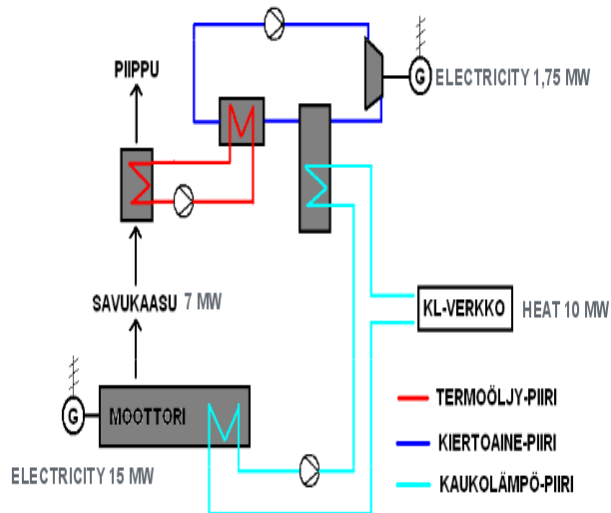 PIIPPU
G ELECTRICITY 1,75 MW
SAVUKAASU 7 MW
KL-VERKKO HEAT 10 MW
G MOOTTORI
ELECTRICITY 15 MW
TERMOÖLJY-PIIRI
KIERTOAINE-PIIRI
KAUKOLÄMPÖ-PIIRI